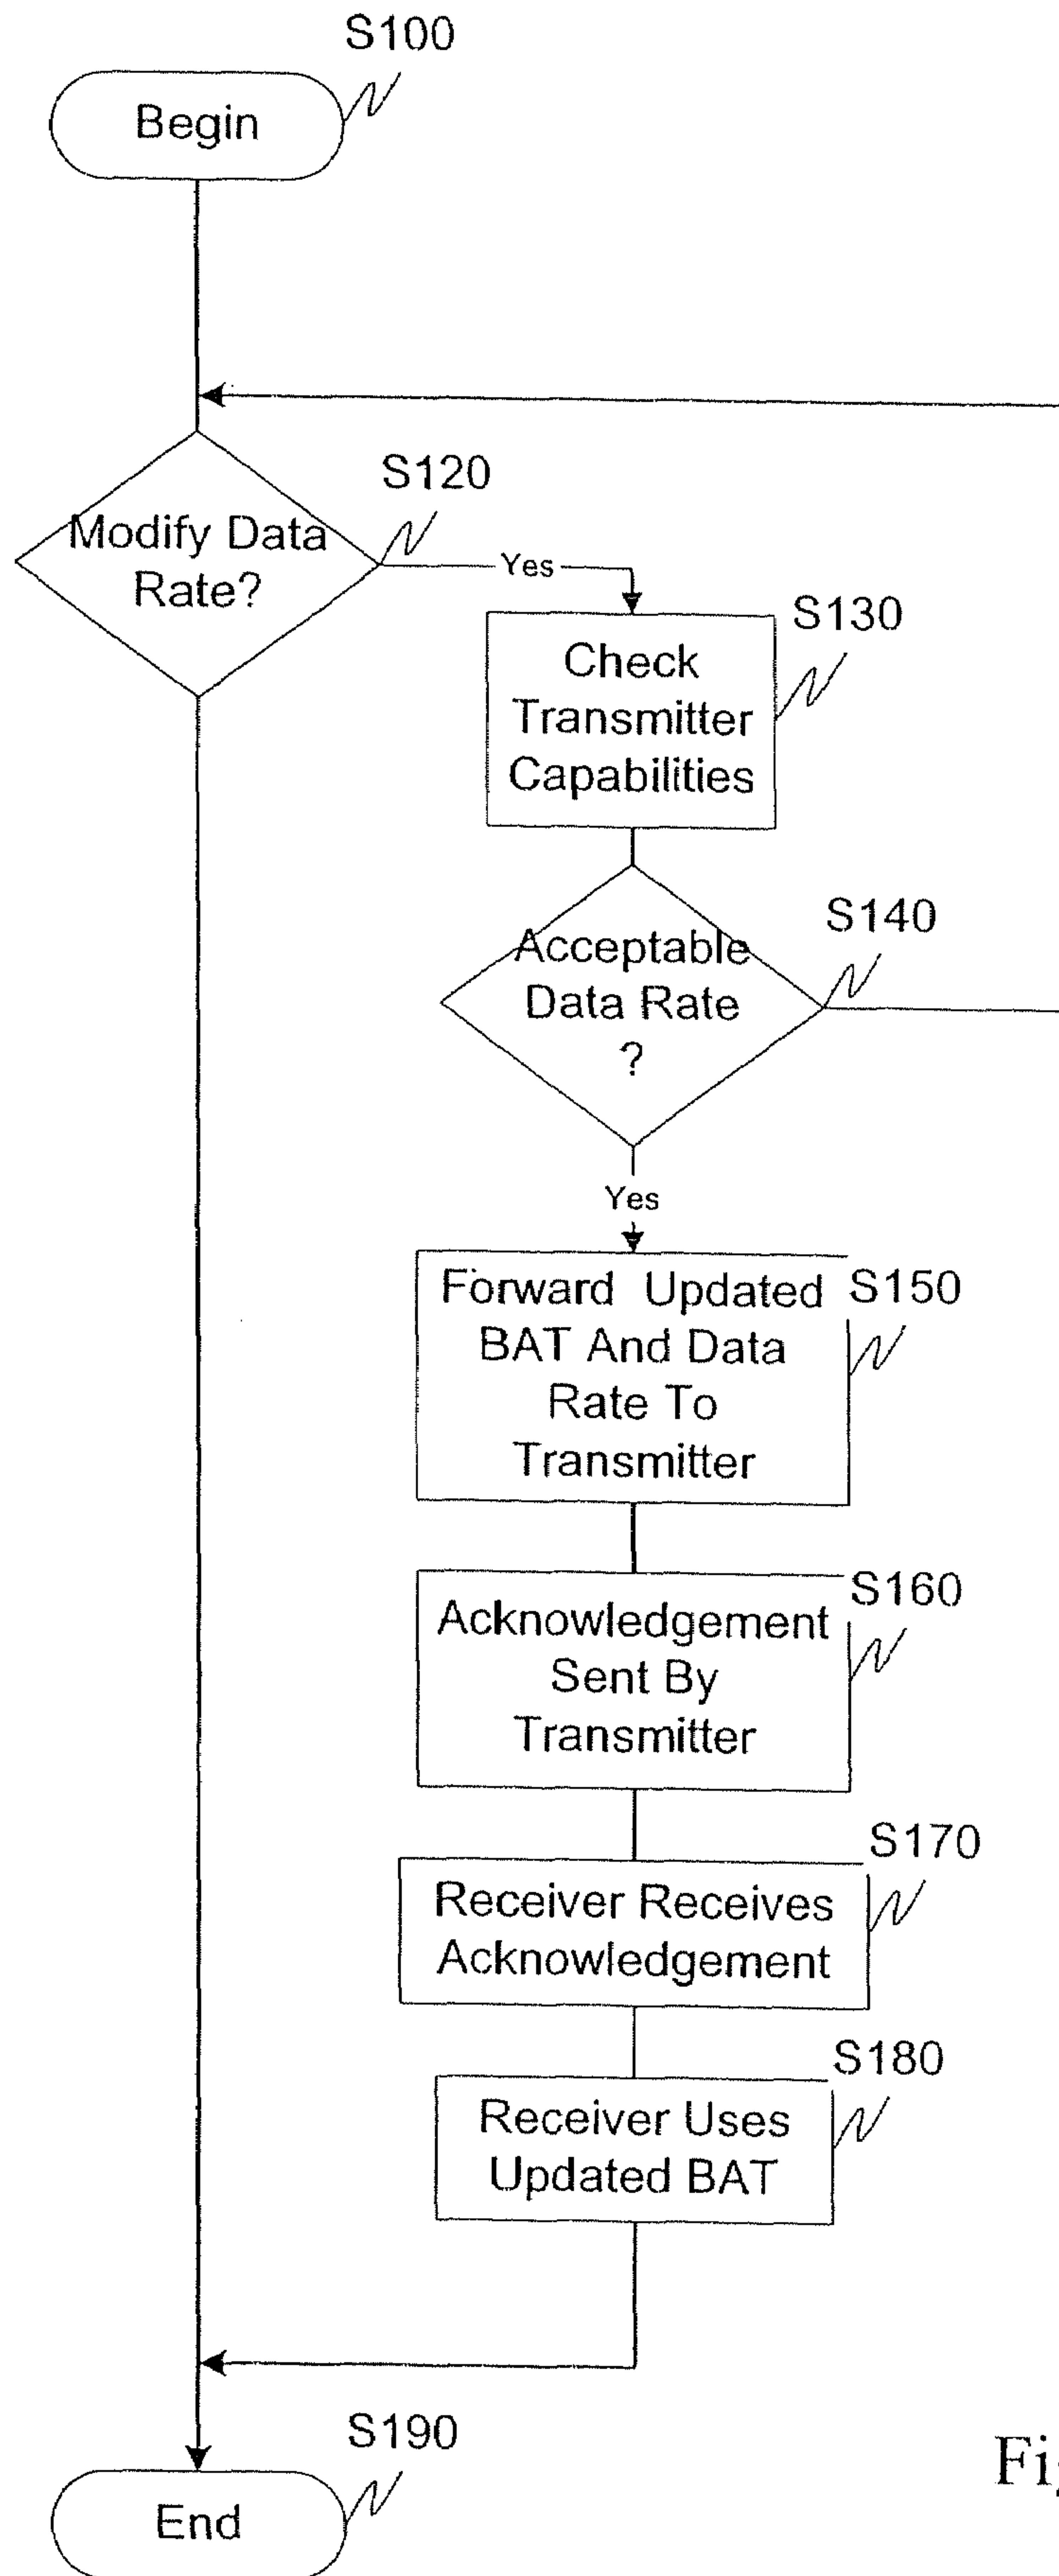 S100
Begin
S120
Modify Data
Rate?
Yes
S130
Check
Transmitter
Capabilities
S140
Acceptable
Data Rate
?
Yes
S150
Forward Updated
BAT And Data
Rate To
Transmitter
S160
Acknowledgement
Sent By
Transmitter
S170
Receiver Receives
Acknowledgement
S180
Receiver Uses
Updated BAT
S190
End